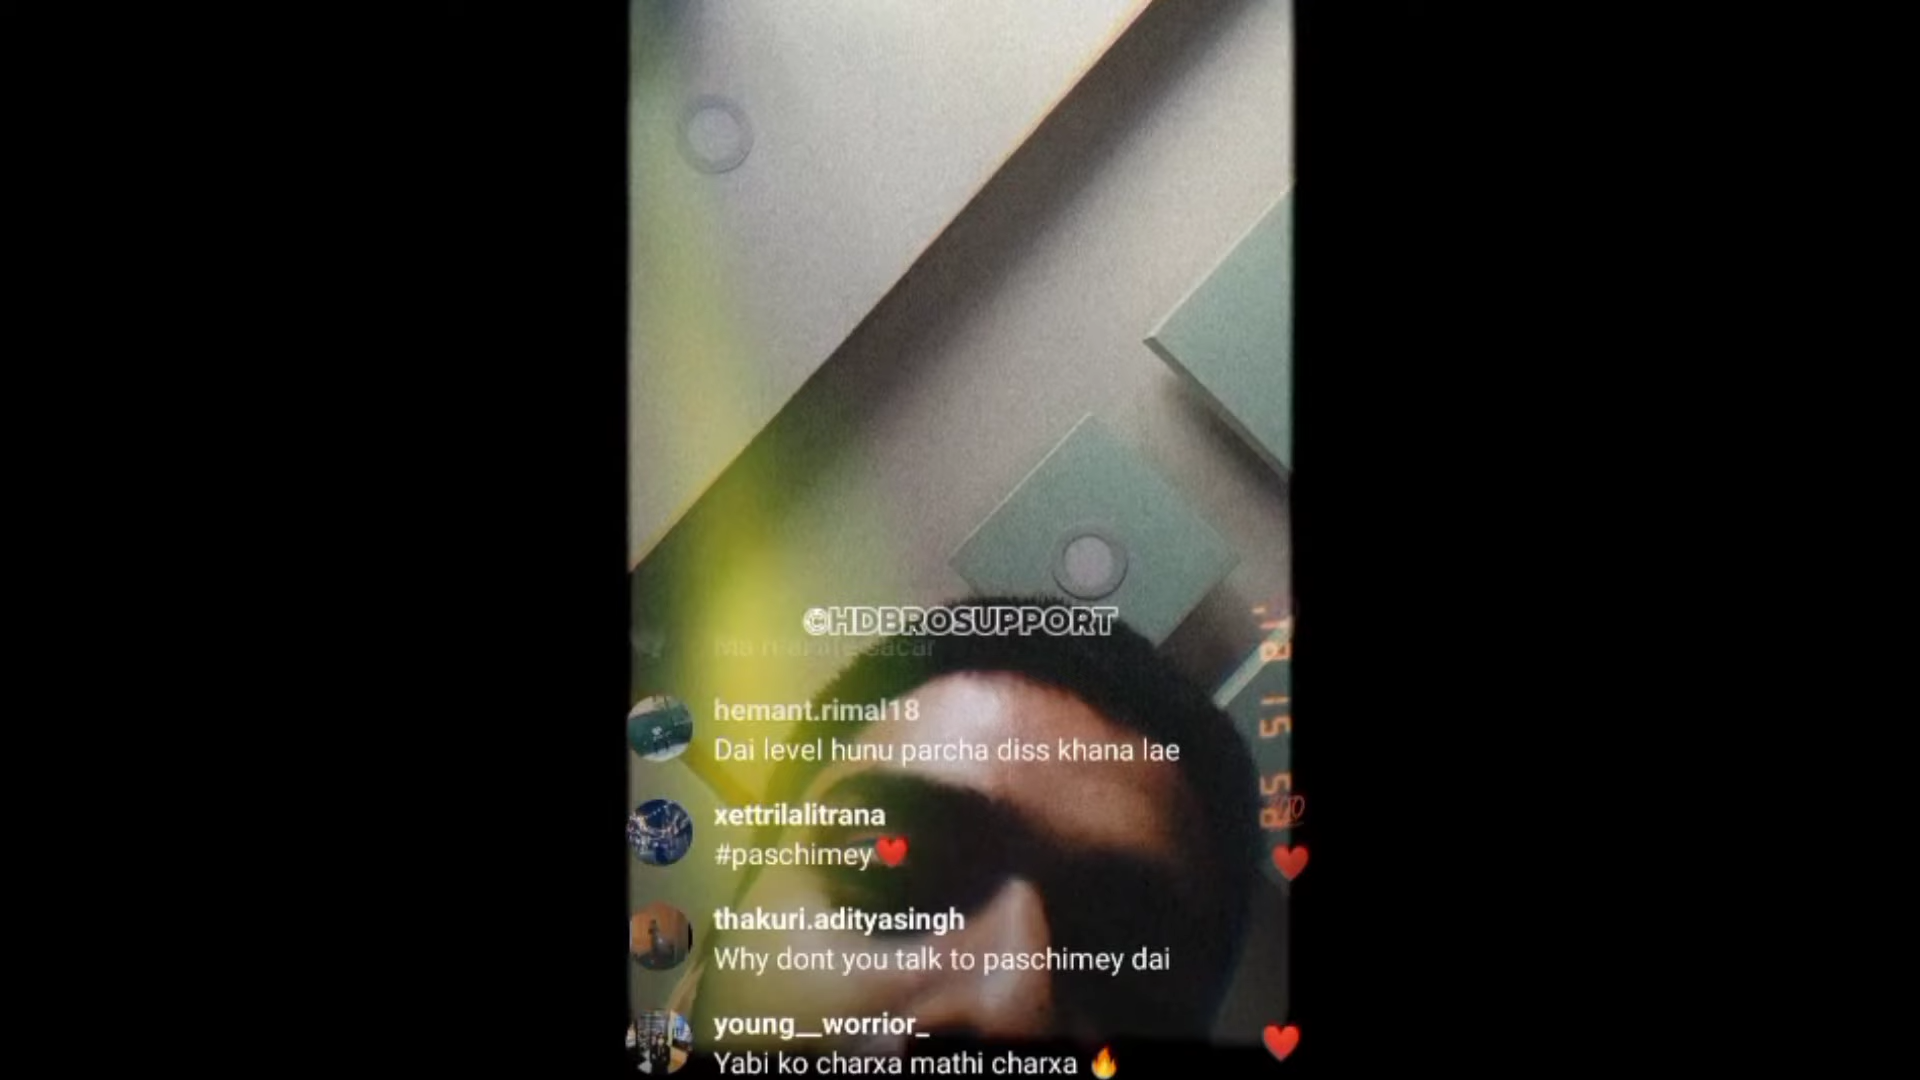 ©HDBROSUPPORT
hemant.rimal18
Dai level hunu parcha diss khana lae
xettrilalitrana
#paschimey❤️
thakuri.adityasingh
Why dont you talk to paschimey dai
young__worrior_
Yabi ko charxa mathi charxa 🔥